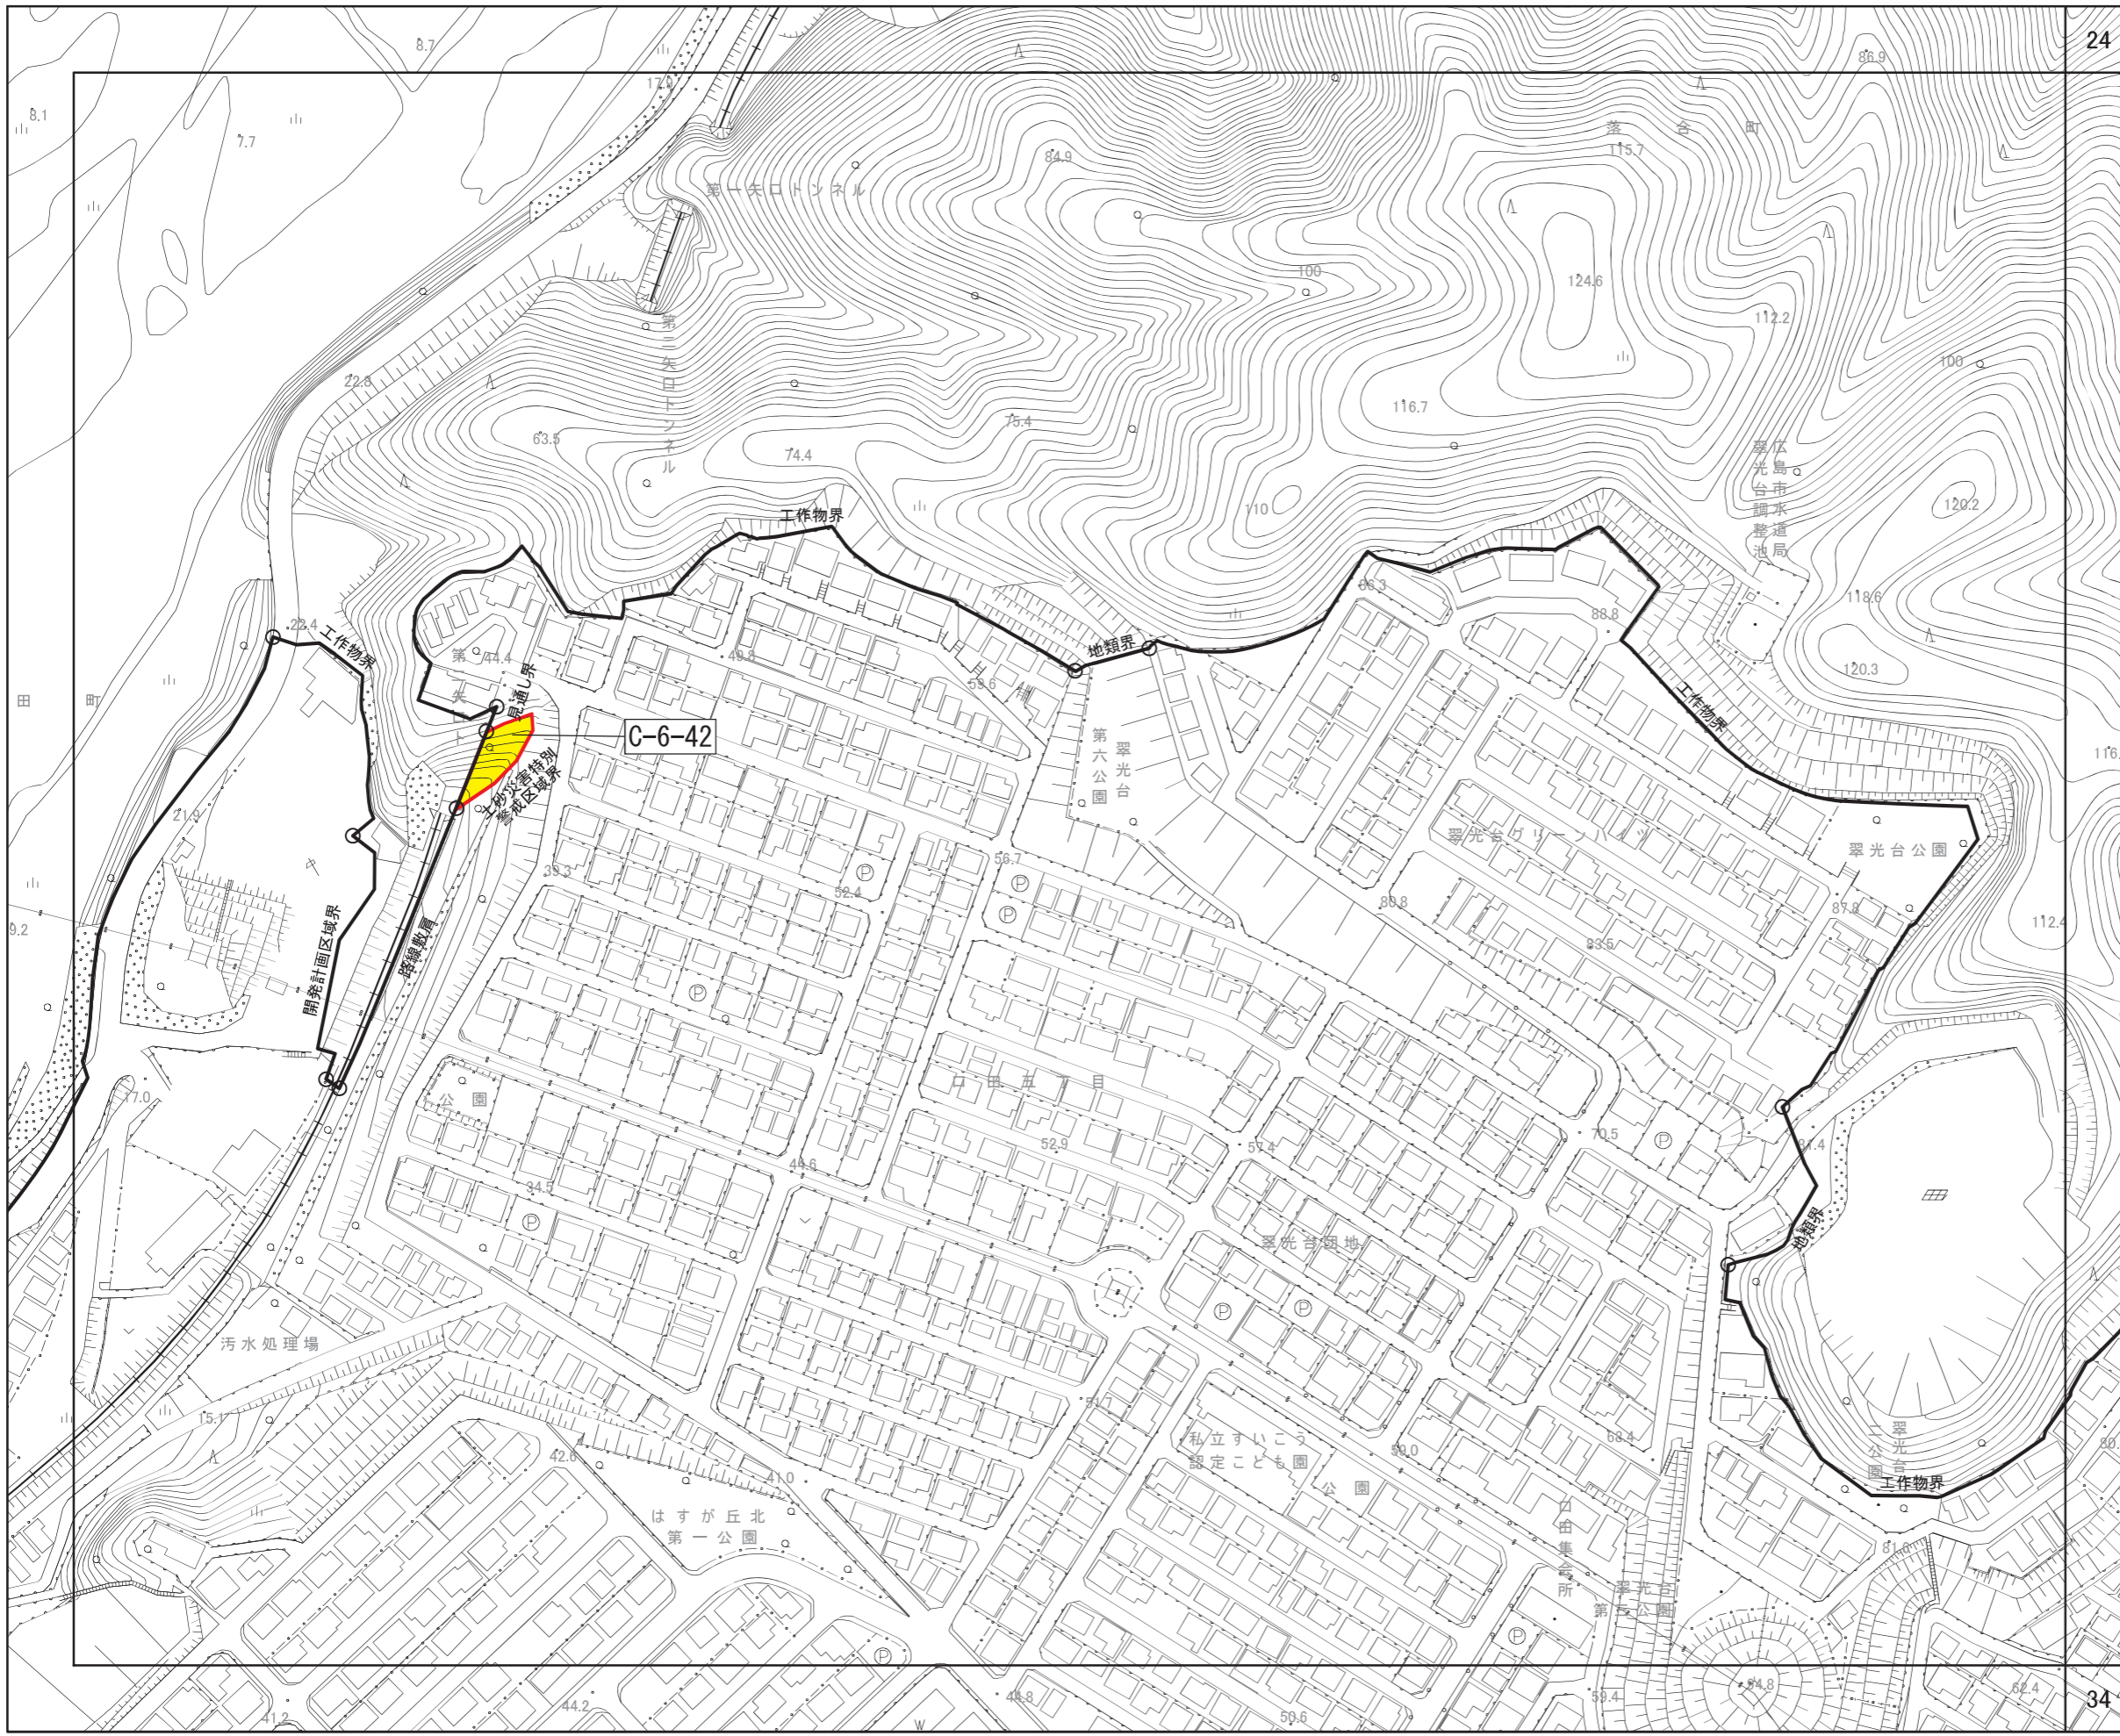 24
8.7
86.9
17.9
8.1
7.7
落合町
115.7
84.9
第一矢口トンネル
100
124.6
112.2
第二矢口トンネル
22.8
100
116.7
75.4
63.5
74.4
広島市水道局
翠光台調整池
120.2
110
工作物界
118.6
86.3
88.8
22.4
工作物界
地類界
49.8
44.4
120.3
59.6
見通し界
田町
工作物界
C-6-42
翠光台
第六公園
土砂災害特別
警戒区域界
21.9
翠光台グリーンハイツ
翠光台公園
56.7
39.3
52.4
80.8
87.8
112.4
9.2
83.5
路線敷肩
開発計画区域界
口田五丁目
17.0
公園
52.9
57.4
70.5
81.4
44.6
34.5
地類界
翠光台団地
汚水処理場
51.7
15.1
63.4
私立すいこう
認定こども園
59.0
翠光台
二公園
42.6
41.0
工作物界
公園
はすが丘北
第一公園
口田集会所
81.6
翠光台
第三公園
44.8
59.4
62.4
34
44.2
41.2
50.6